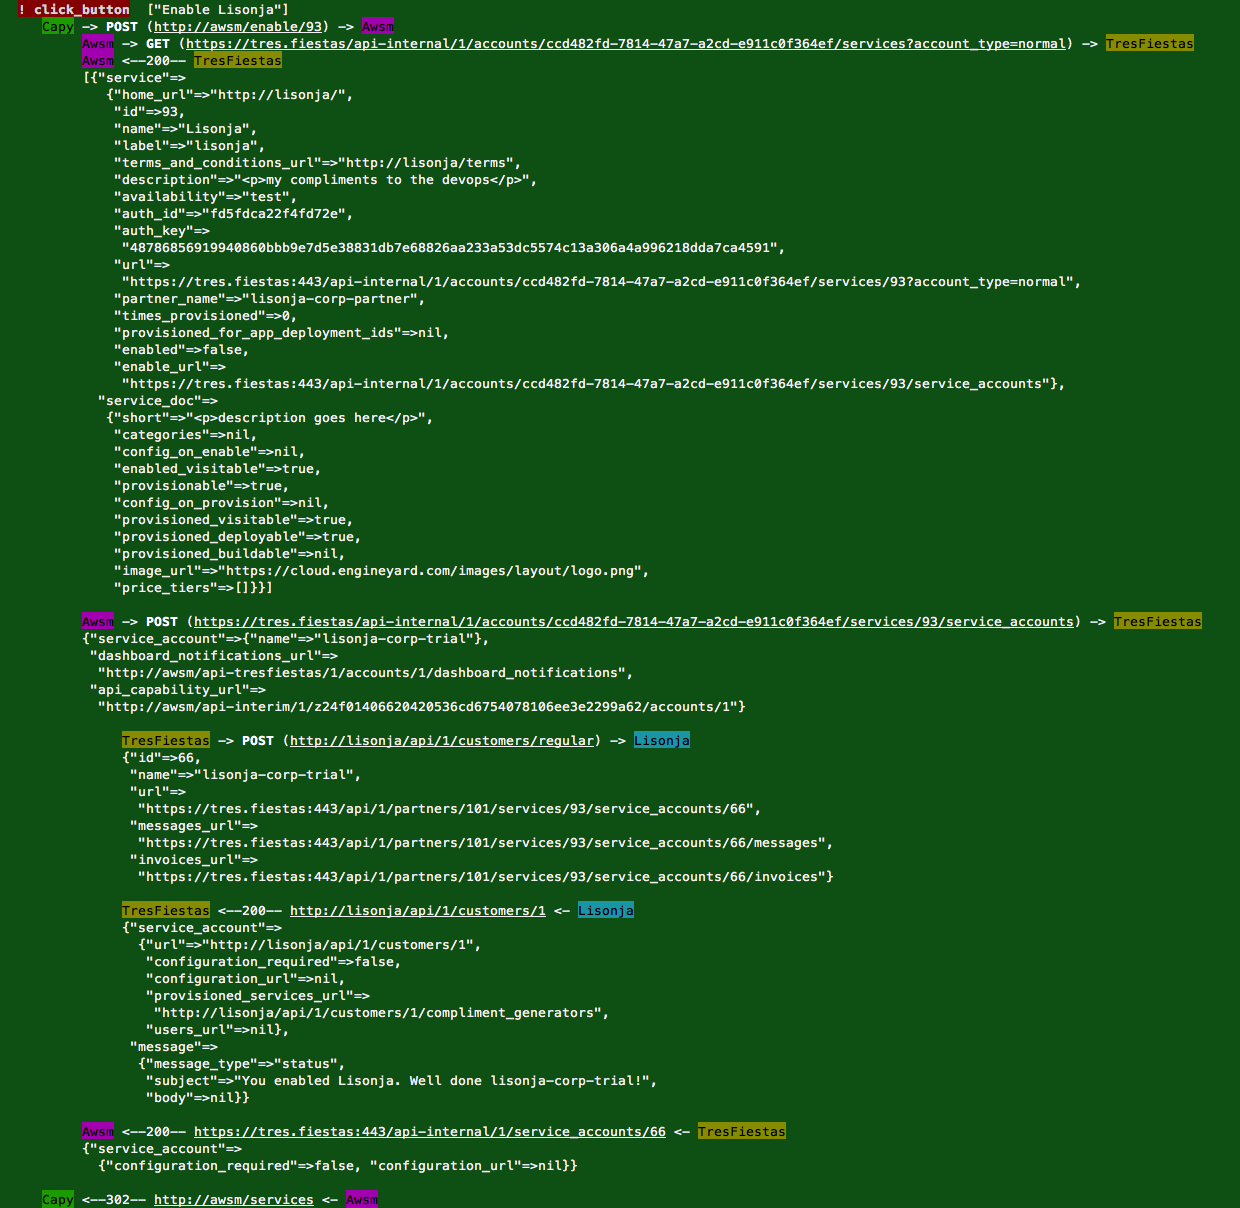 ! click_button  ["Enable Lisonja"]
Capy -> POST (http://awsm/enable/93) -> Awsm
Awsm -> GET (https://tres.fiestas/api-internal/1/accounts/ccd482fd-7814-47a7-a2cd-e911c0f364ef/services?account_type=normal) -> TresFiestas
Awsm <--200-- TresFiestas
[{"service"=>
{"home_url"=>"http://lisonja/",
"id"=>93,
"name"=>"Lisonja",
"label"=>"lisonja",
"terms_and_conditions_url"=>"http://lisonja/terms",
"description"=>"<p>my compliments to the devops</p>",
"availability"=>"test",
"auth_id"=>"fd5fdca22f4fd72e",
"auth_key"=>
"48786856919940860bbb9e7d5e38831db7e68826aa233a53dc5574c13a306a4a996218dda7ca4591",
"url"=>
"https://tres.fiestas:443/api-internal/1/accounts/ccd482fd-7814-47a7-a2cd-e911c0f364ef/services/93?account_type=normal",
"partner_name"=>"lisonja-corp-partner",
"times_provisioned"=>0,
"provisioned_for_app_deployment_ids"=>nil,
"enabled"=>false,
"enable_url"=>
"https://tres.fiestas:443/api-internal/1/accounts/ccd482fd-7814-47a7-a2cd-e911c0f364ef/services/93/service_accounts"},
"service_doc"=>
{"short"=>"<p>description goes here</p>",
"categories"=>nil,
"config_on_enable"=>nil,
"enabled_visitable"=>true,
"provisionable"=>true,
"config_on_provision"=>nil,
"provisioned_visitable"=>true,
"provisioned_deployable"=>true,
"provisioned_buildable"=>nil,
"image_url"=>"https://cloud.engineyard.com/images/layout/logo.png",
"price_tiers"=>[]}}]
Awsm -> POST (https://tres.fiestas/api-internal/1/accounts/ccd482fd-7814-47a7-a2cd-e911c0f364ef/services/93/service_accounts) -> TresFiestas
{"service_account"=>{"name"=>"lisonja-corp-trial"},
"dashboard_notifications_url"=>
"http://awsm/api-tresfiestas/1/accounts/1/dashboard_notifications",
"api_capability_url"=>
"http://awsm/api-interim/1/z24f01406620420536cd6754078106ee3e2299a62/accounts/1"}
TresFiestas -> POST (http://lisonja/api/1/customers/regular) -> Lisonja
{"id"=>66,
"name"=>"lisonja-corp-trial",
"url"=>
"https://tres.fiestas:443/api/1/partners/101/services/93/service_accounts/66",
"messages_url"=>
"https://tres.fiestas:443/api/1/partners/101/services/93/service_accounts/66/messages",
"invoices_url"=>
"https://tres.fiestas:443/api/1/partners/101/services/93/service_accounts/66/invoices"}
TresFiestas <--200-- http://lisonja/api/1/customers/1 <- Lisonja
{"service_account"=>
{"url"=>"http://lisonja/api/1/customers/1",
"configuration_required"=>false,
"configuration_url"=>nil,
"provisioned_services_url"=>
"http://lisonja/api/1/customers/1/compliment_generators",
"users_url"=>nil},
"message"=>
{"message_type"=>"status",
"subject"=>"You enabled Lisonja. Well done lisonja-corp-trial!",
"body"=>nil}}
Awsm <--200-- https://tres.fiestas:443/api-internal/1/service_accounts/66 <- TresFiestas
{"service_account"=>
{"configuration_required"=>false, "configuration_url"=>nil}}
Capy <--302-- http://awsm/services <- Awsm